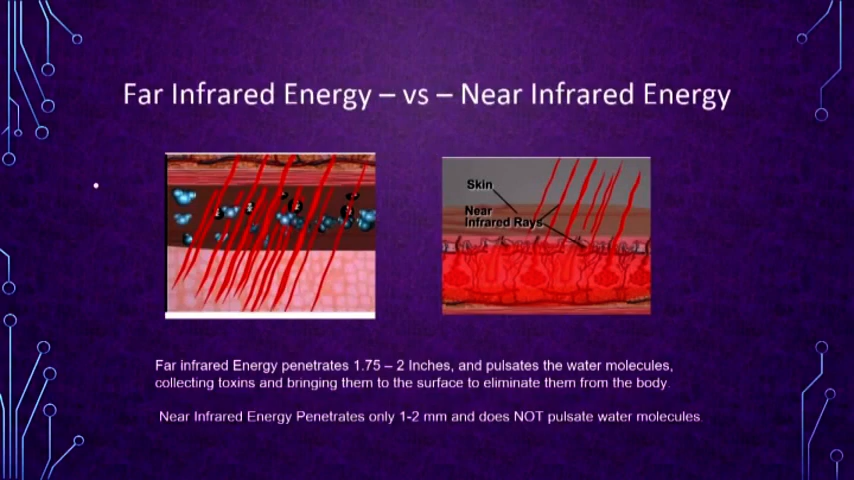 Far Infrared Energy – vs – Near Infrared Energy
Skin
Near
Infrared Rays
Far infrared Energy penetrates 1.75 – 2 Inches, and pulsates the water molecules,
collecting toxins and bringing them to the surface to eliminate them from the body.
Near Infrared Energy Penetrates only 1-2 mm and does NOT pulsate water molecules.